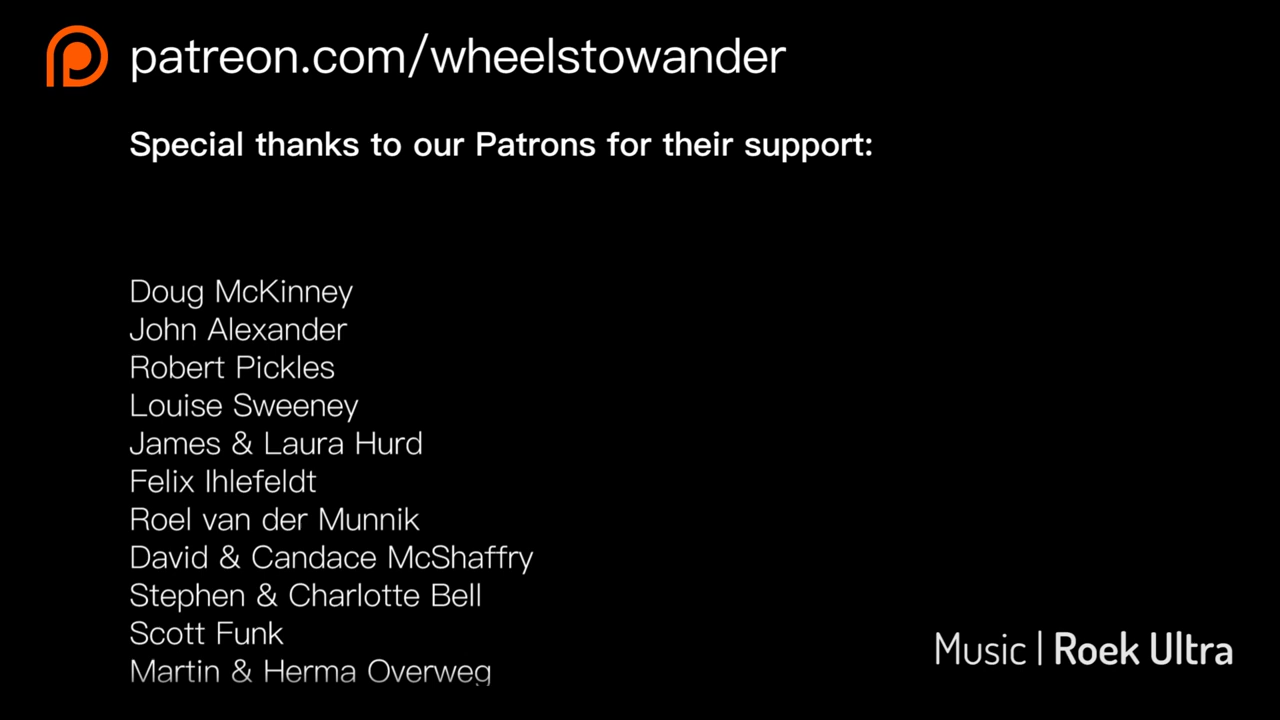 patreon.com/wheelstowander
Special thanks to our Patrons for their support:
Doug McKinney
John Alexander
Robert Pickles
Louise Sweeney
James & Laura Hurd
Felix Ihlefeldt
Roel van der Munnik
David & Candace McShaffry
Stephen & Charlotte Bell
Scott Funk
Martin & Herma Overweg
Music | Roek Ultra